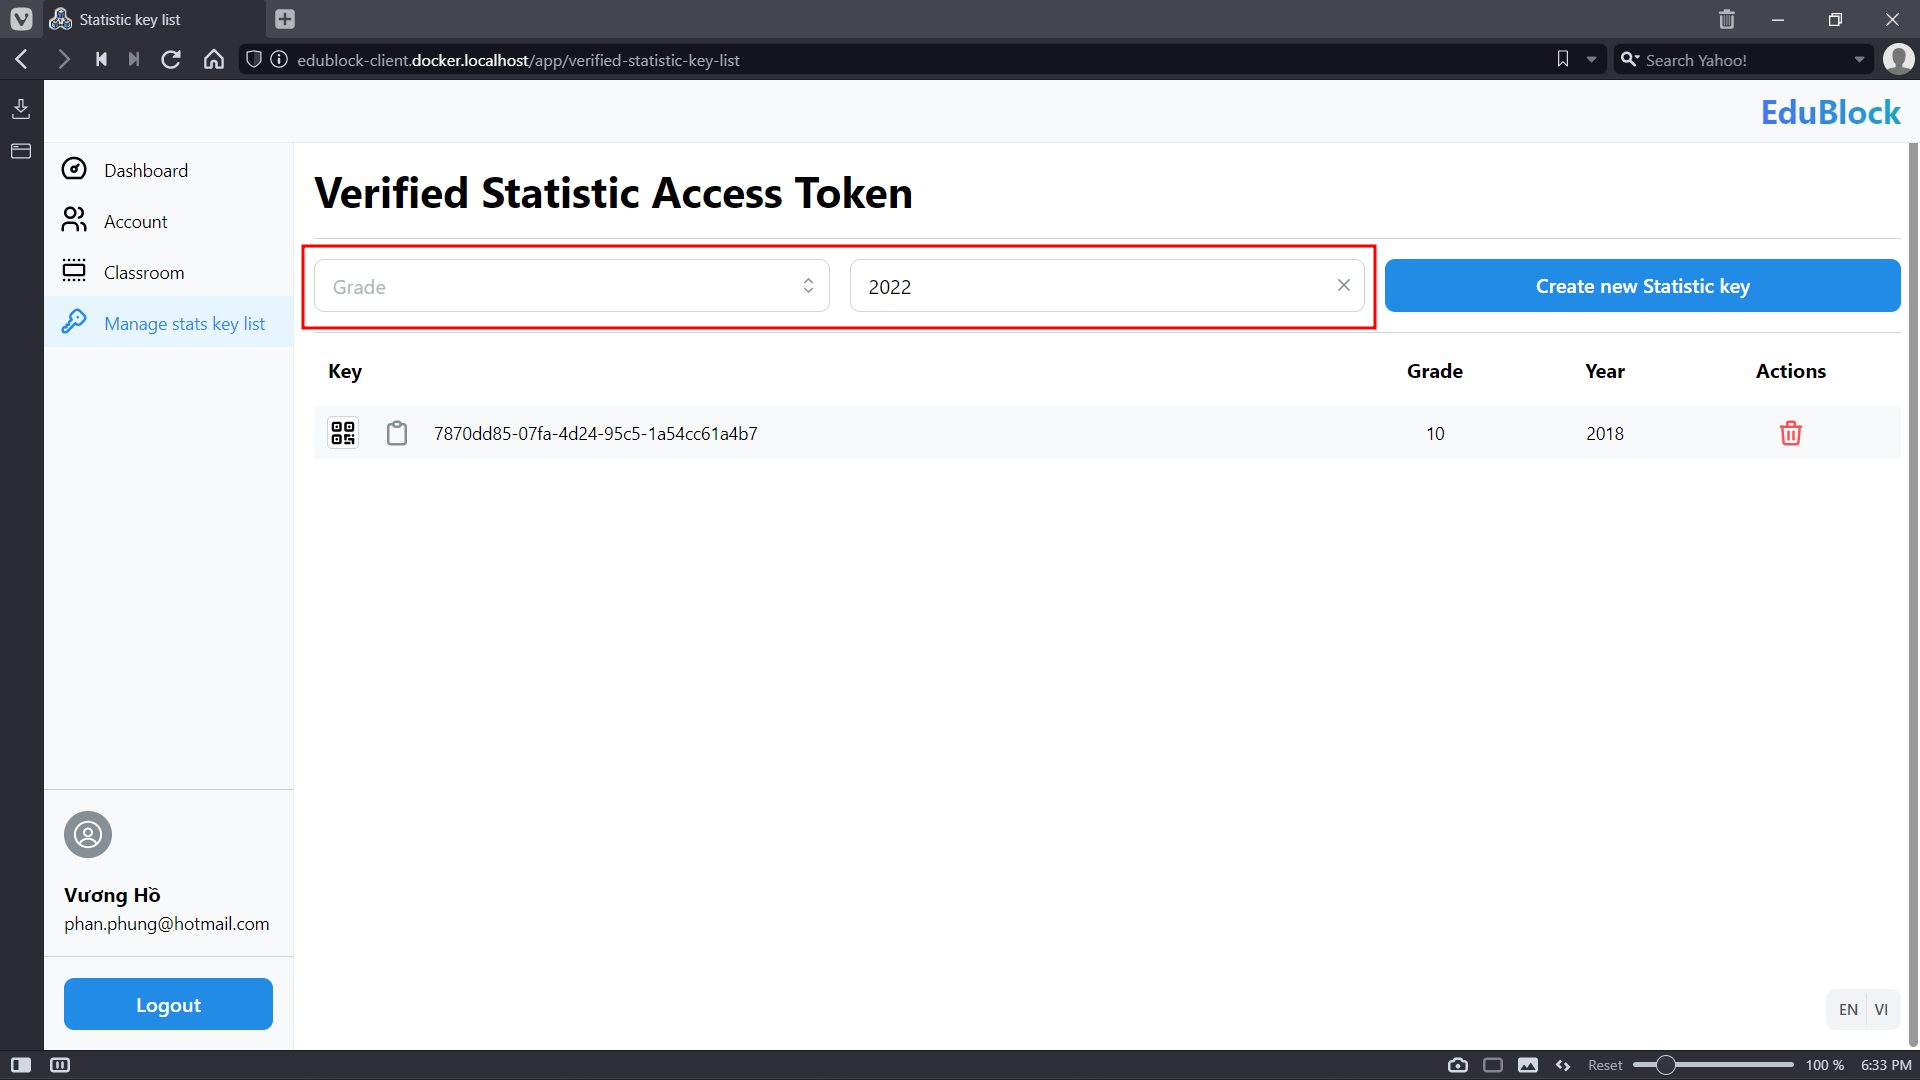 Statistic key list
edublock-client.docker.localhost/app/verified-statistic-key-list
Search Yahoo!
EduBlock
Dashboard
Account
Classroom
Manage stats key list
Verified Statistic Access Token
Grade
2022
Create new Statistic key
Key Grade Year Actions
7870dd85-07fa-4d24-95c5-1a54cc61a4b7 10 2018
Vương Hồ
phan.phung@hotmail.com
Logout
EN VI
Reset 100 % 6:33 PM